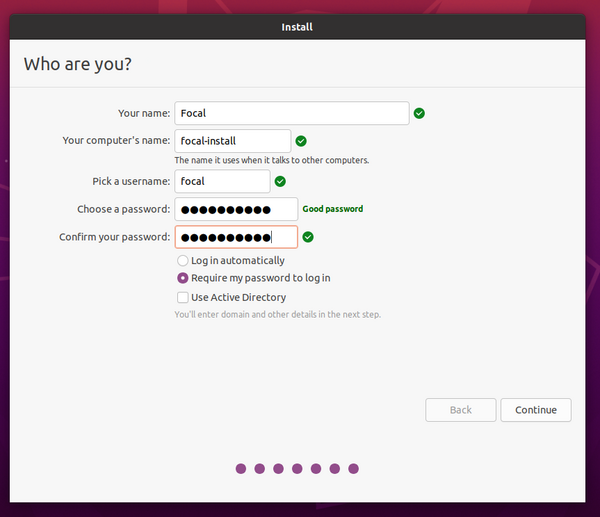 Install
Who are you?
Your name: Focal
Your computer's name: focal-install
The name it uses when it talks to other computers.
Pick a username: focal
Choose a password: ●●●●●●●●●● Good password
Confirm your password: ●●●●●●●●●●
Log in automatically
Require my password to log in
Use Active Directory
You'll enter domain and other details in the next step.
Back Continue